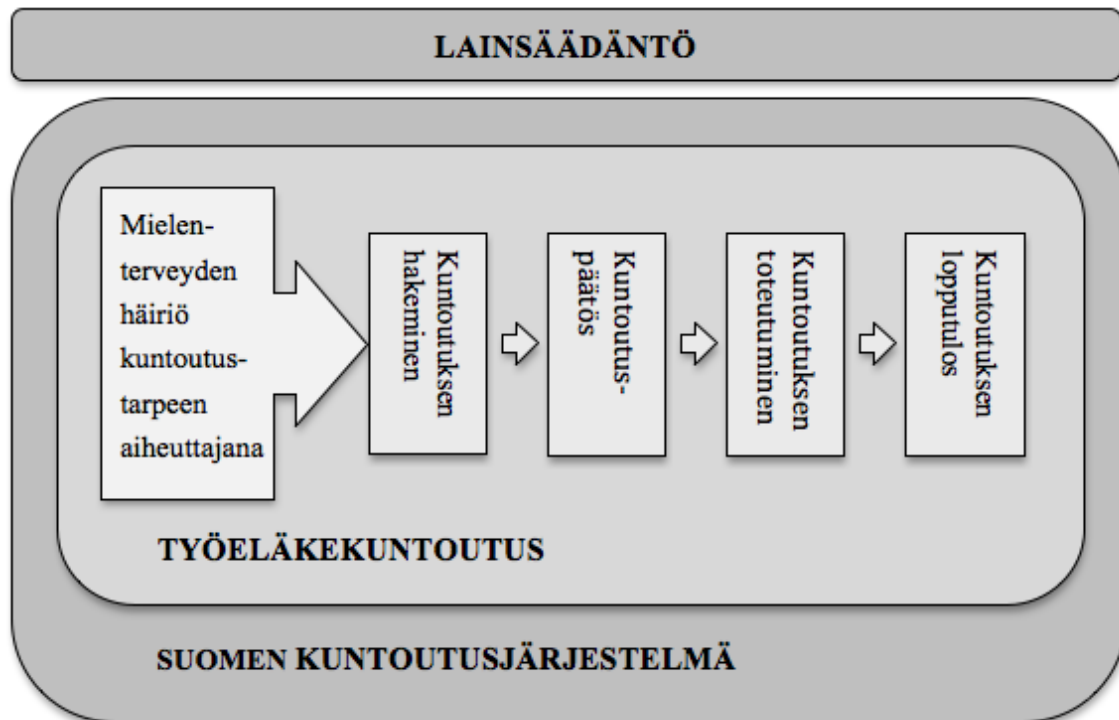 LAINSÄÄDÄNTÖ
Mielen-
terveyden
häiriö
kuntoutus-
tarpeen
aiheuttajana
Kuntoutuksen
hakeminen
Kuntoutus-
päätös
Kuntoutuksen
toteutuminen
Kuntoutuksen
lopputulos
TYÖELÄKEKUNTOUTUS
SUOMEN KUNTOUTUSJÄRJESTELMÄ